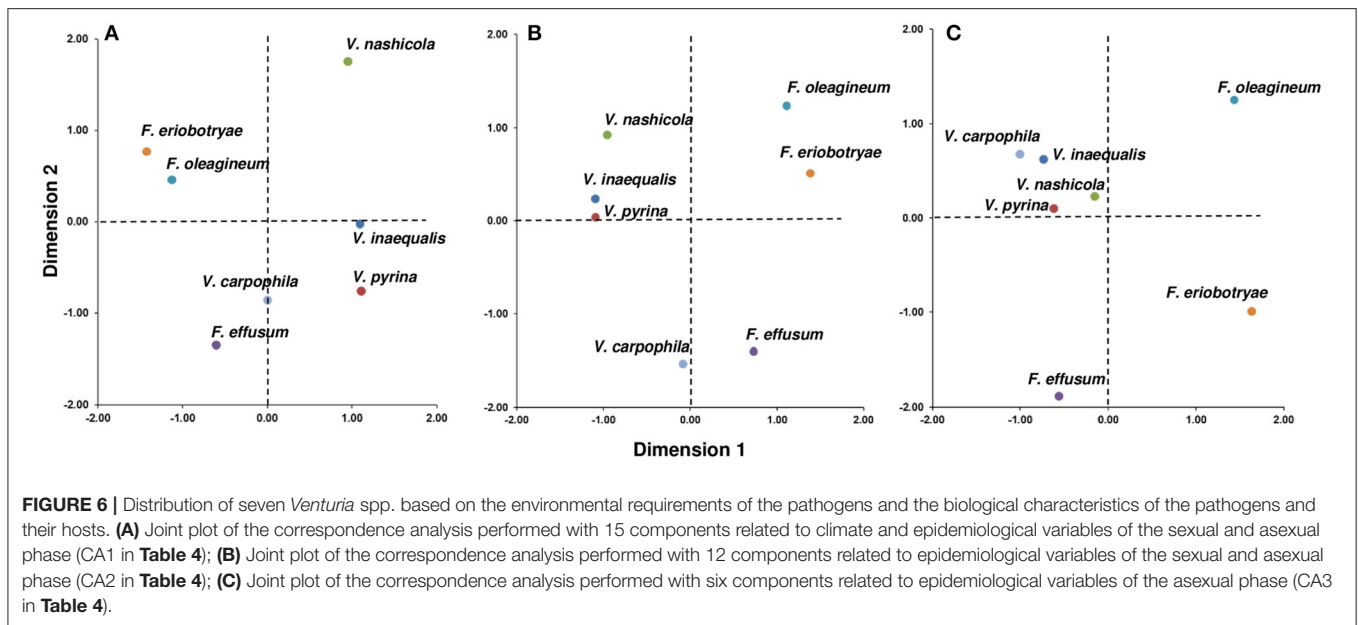 A
2.00
V. nashicola
F. eriobotryae
1.00
F. oleagineum
0.00
V. inaequalis
V. carpophila
V. pyrina
-1.00
F. effusum
-2.00
-2.00 -1.00 0.00 1.00 2.00
Dimension 2
B
2.00
F. oleagineum
V. nashicola
1.00
F. eriobotryae
V. inaequalis
V. pyrina
0.00
-1.00
V. carpophila
F. effusum
-2.00
-2.00 -1.00 0.00 1.00 2.00
Dimension 1
C
2.00
F. oleagineum
1.00
V. carpophila
V. inaequalis
V. nashicola
V. pyrina
0.00
F. eriobotryae
-1.00
F. effusum
-2.00
-2.00 -1.00 0.00 1.00 2.00
FIGURE 6 | Distribution of seven Venturia spp. based on the environmental requirements of the pathogens and the biological characteristics of the pathogens and
their hosts. (A) Joint plot of the correspondence analysis performed with 15 components related to climate and epidemiological variables of the sexual and asexual
phase (CA1 in Table 4); (B) Joint plot of the correspondence analysis performed with 12 components related to epidemiological variables of the sexual and asexual
phase (CA2 in Table 4); (C) Joint plot of the correspondence analysis performed with six components related to epidemiological variables of the asexual phase (CA3
in Table 4).